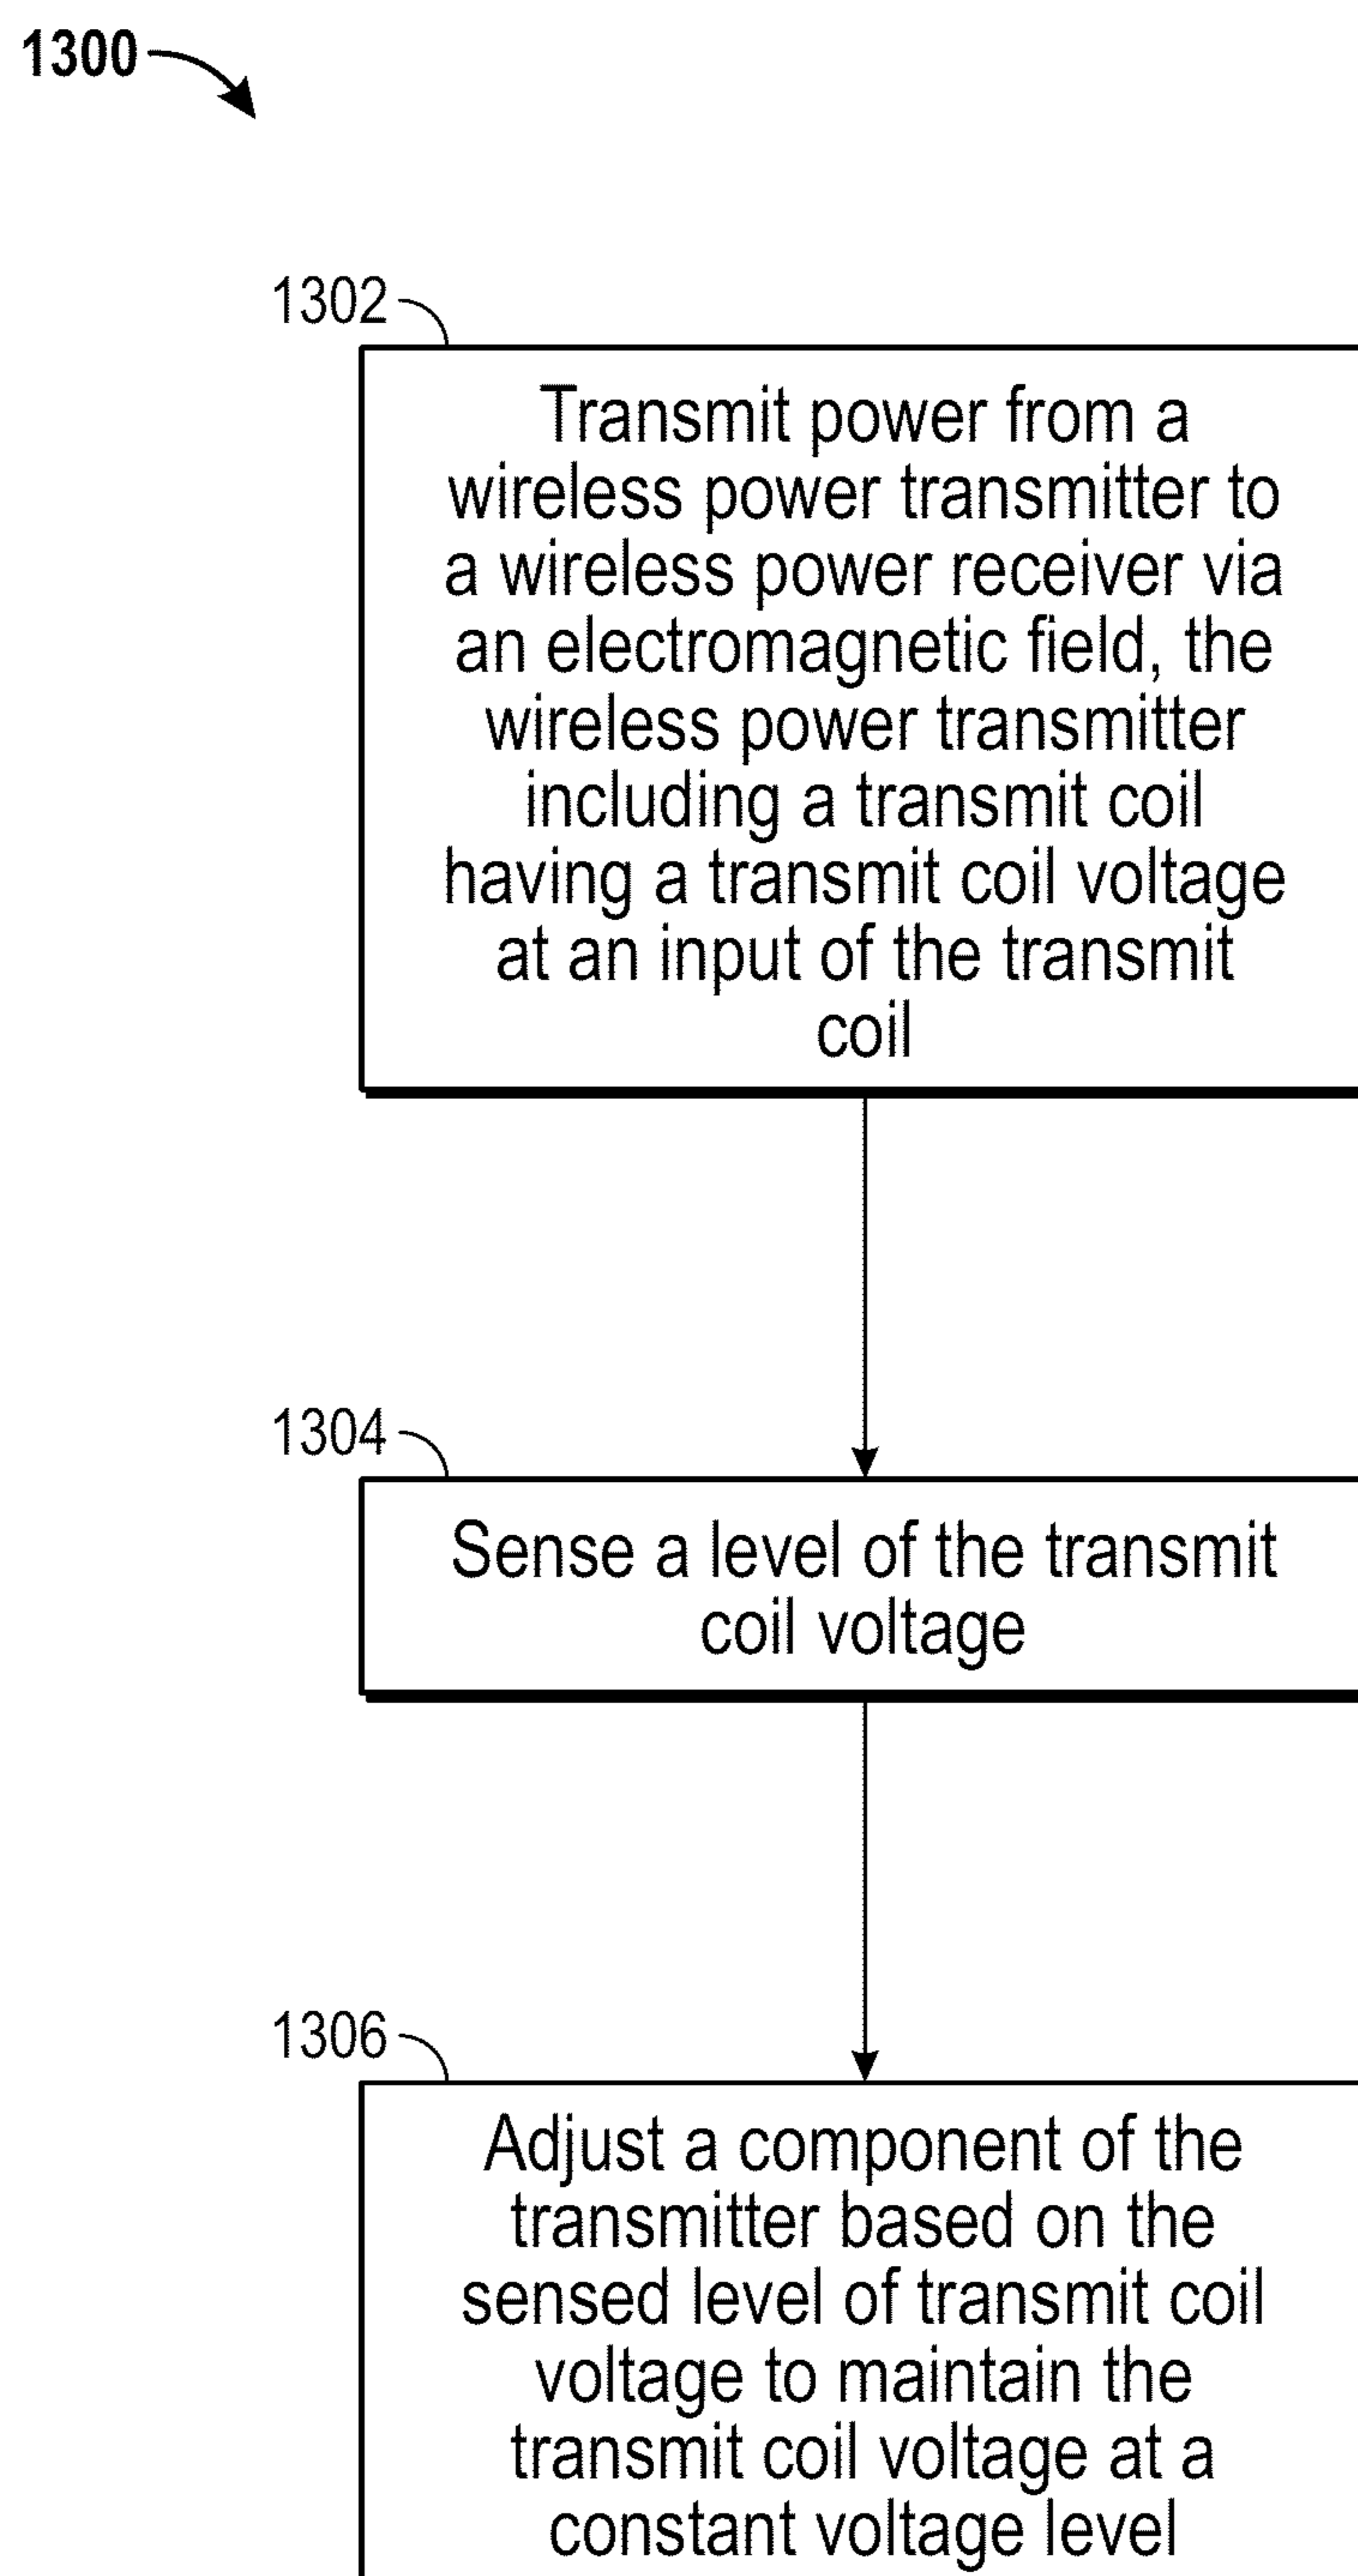 1300
1302
Transmit power from a
wireless power transmitter to
a wireless power receiver via
an electromagnetic field, the
wireless power transmitter
including a transmit coil
having a transmit coil voltage
at an input of the transmit
coil
1304
Sense a level of the transmit
coil voltage
1306
Adjust a component of the
transmitter based on the
sensed level of transmit coil
voltage to maintain the
transmit coil voltage at a
constant voltage level